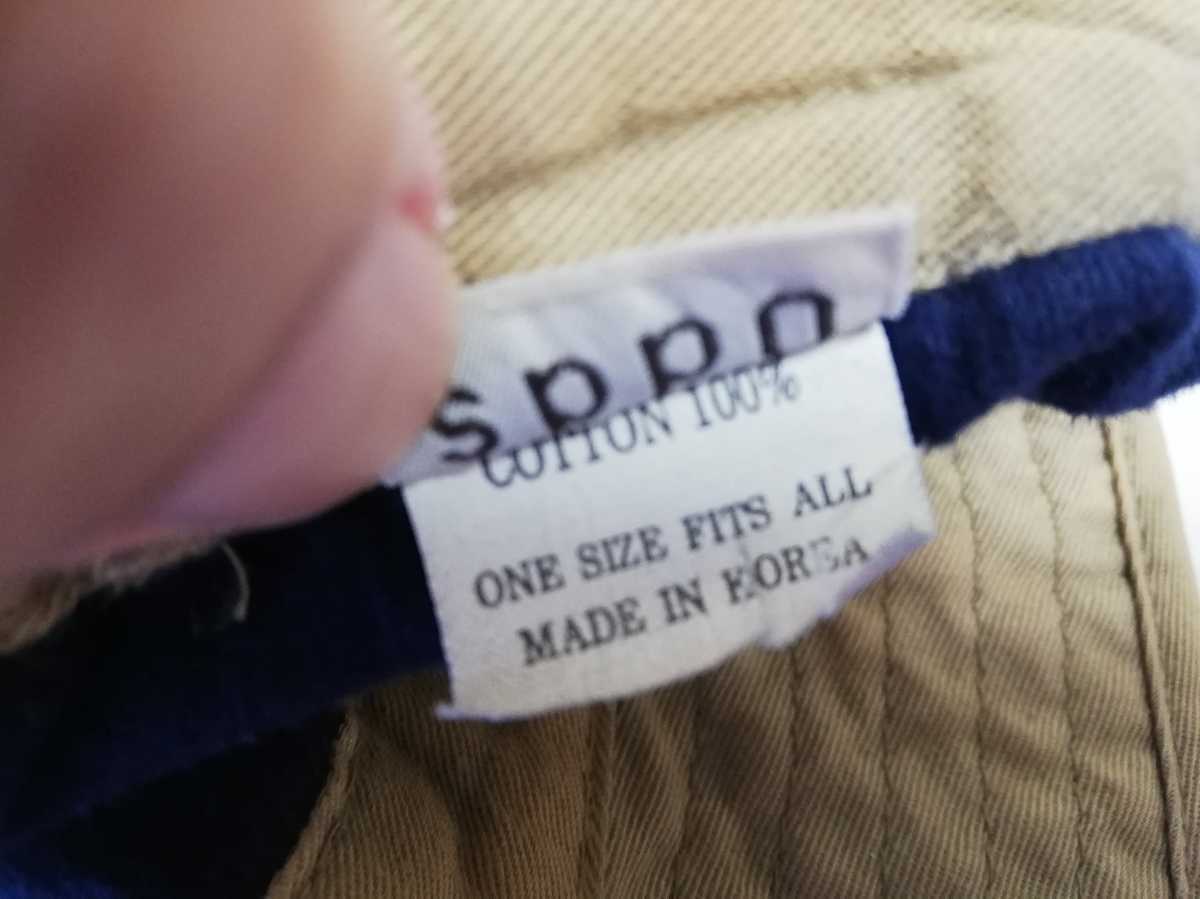 sppo
COTTON 100%
ONE SIZE FITS ALL
MADE IN KOREA